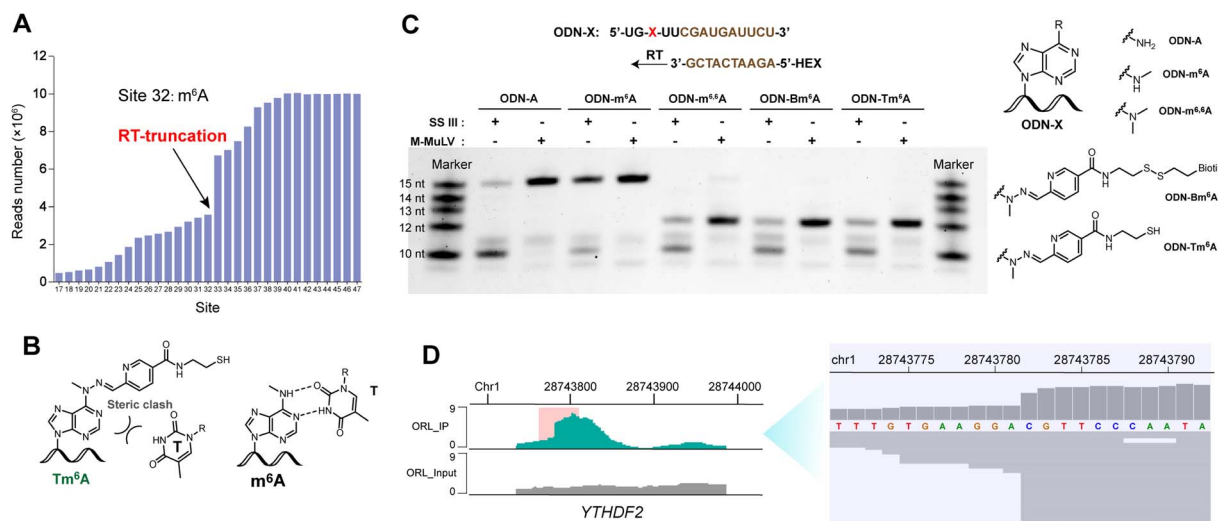 A
Reads number (×10⁶)
12
10
8
6
4
2
0
Site 32: m⁶A
RT-truncation
17 18 19 20 21 22 23 24 25 26 27 28 29 30 31 32 33 34 35 36 37 38 39 40 41 42 43 44 45 46 47
Site
B
Steric clash
Tm⁶A
m⁶A
T
T
R
R
SH
O
N
NH
HN
C
ODN-X: 5'-UG-X-UUCGAUGAUUCU-3'
RT
3'-GCTACTAAGA-5'-HEX
ODN-A ODN-m⁶A ODN-m⁶·⁶A ODN-Bm⁶A ODN-Tm⁶A
SS III : + - + - + - + - + -
M-MuLV : - + - + - + - + - +
Marker Marker
15 nt
14 nt
13 nt
12 nt
10 nt
R
ODN-X
NH₂ ODN-A
ODN-m⁶A
ODN-m⁶·⁶A
Bioti
ODN-Bm⁶A
SH
ODN-Tm⁶A
D
Chr1 28743800 28743900 28744000
9
ORL_IP
0
9
ORL_Input
0
YTHDF2
chr1 28743775 28743780 28743785 28743790
T T T G T G A A G G A C G T T C C C A A T A